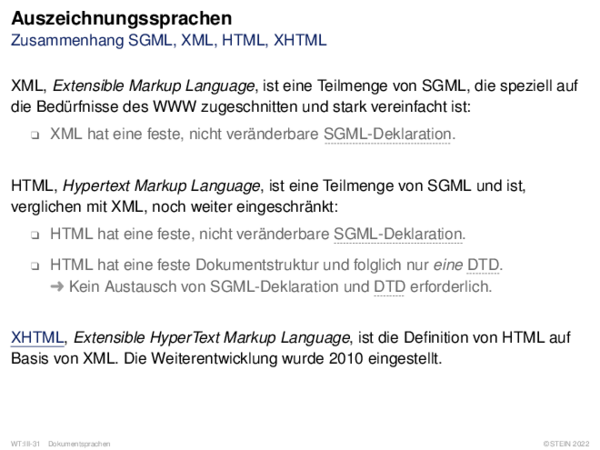 Auszeichnungssprachen
Zusammenhang SGML, XML, HTML, XHTML
XML, Extensible Markup Language, ist eine Teilmenge von SGML, die speziell auf
die Bedürfnisse des WWW zugeschnitten und stark vereinfacht ist:
❑ XML hat eine feste, nicht veränderbare SGML-Deklaration.
HTML, Hypertext Markup Language, ist eine Teilmenge von SGML und ist,
verglichen mit XML, noch weiter eingeschränkt:
❑ HTML hat eine feste, nicht veränderbare SGML-Deklaration.
❑ HTML hat eine feste Dokumentstruktur und folglich nur eine DTD.
➜ Kein Austausch von SGML-Deklaration und DTD erforderlich.
XHTML, Extensible HyperText Markup Language, ist die Definition von HTML auf
Basis von XML. Die Weiterentwicklung wurde 2010 eingestellt.
WT:III-31 Dokumentsprachen ©STEIN 2022